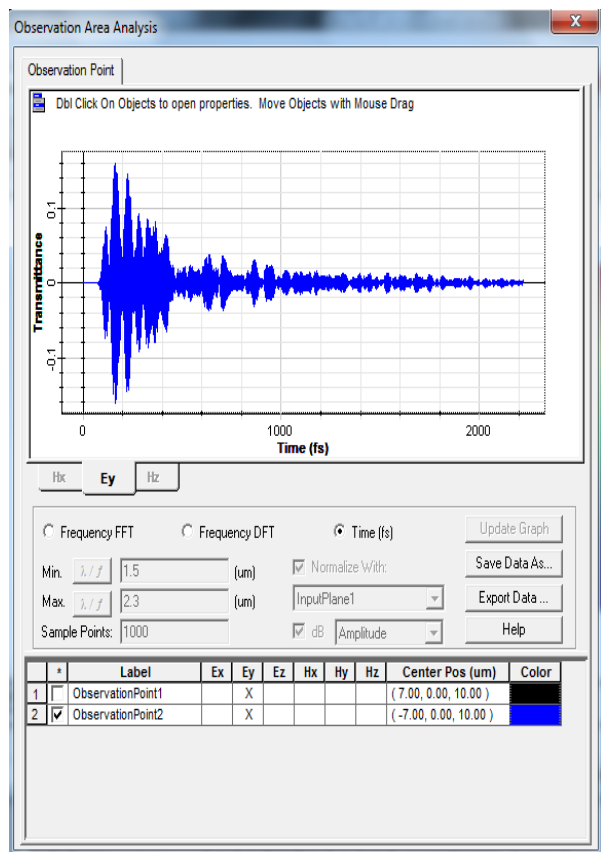 Observation Area Analysis
X
Observation Point
Dbl Click On Objects to open properties. Move Objects with Mouse Drag
Transmittance
0.1
0
-0.1
0 1000 2000
Time (fs)
Hx Ey Hz
Frequency FFT Frequency DFT Time (fs) Update Graph
Min. λ / f 1.5 (um) Normalize With: Save Data As...
Max. λ / f 2.3 (um) InputPlane1 Export Data ...
Sample Points: 1000 dB Amplitude Help
* Label Ex Ey Ez Hx Hy Hz Center Pos (um) Color
1 ObservationPoint1 X ( 7.00, 0.00, 10.00 )
2 ObservationPoint2 X ( -7.00, 0.00, 10.00 )